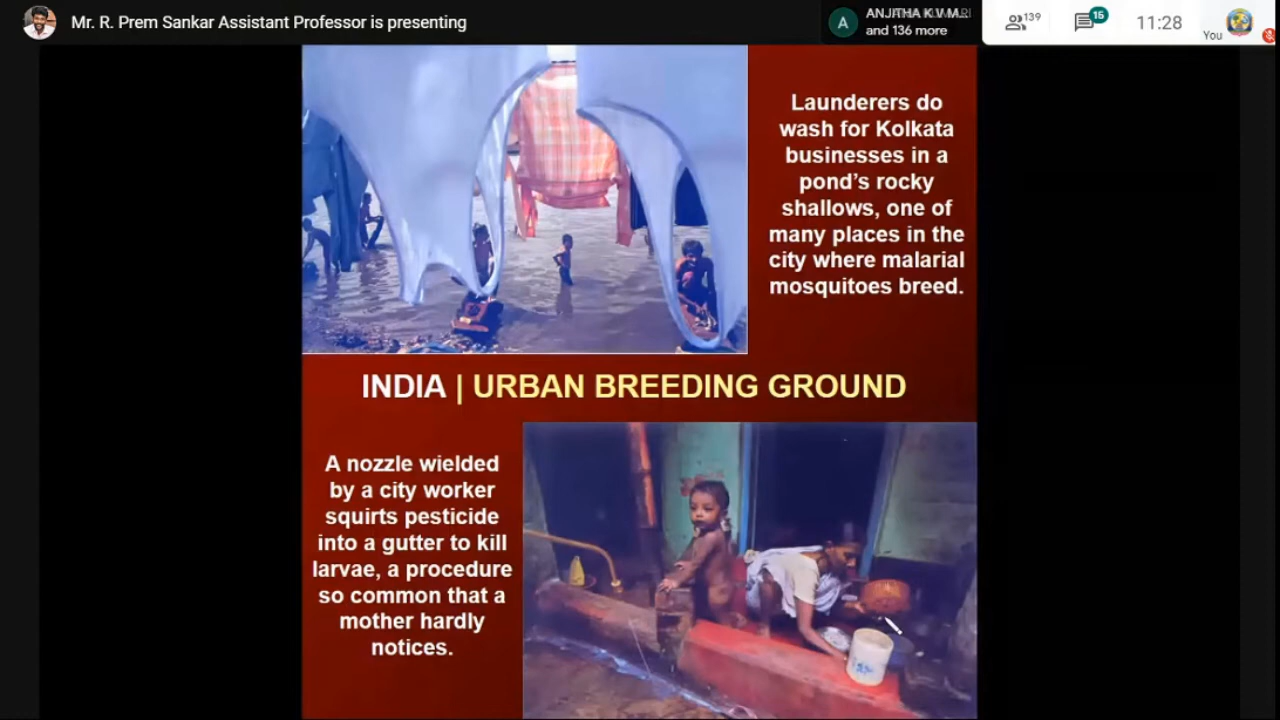 Mr. R. Prem Sankar Assistant Professor is presenting
A
and 136 more
139
15
11:28
You
Launderers do
wash for Kolkata
businesses in a
pond's rocky
shallows, one of
many places in the
city where malarial
mosquitoes breed.
INDIA | URBAN BREEDING GROUND
A nozzle wielded
by a city worker
squirts pesticide
into a gutter to kill
larvae, a procedure
so common that a
mother hardly
notices.